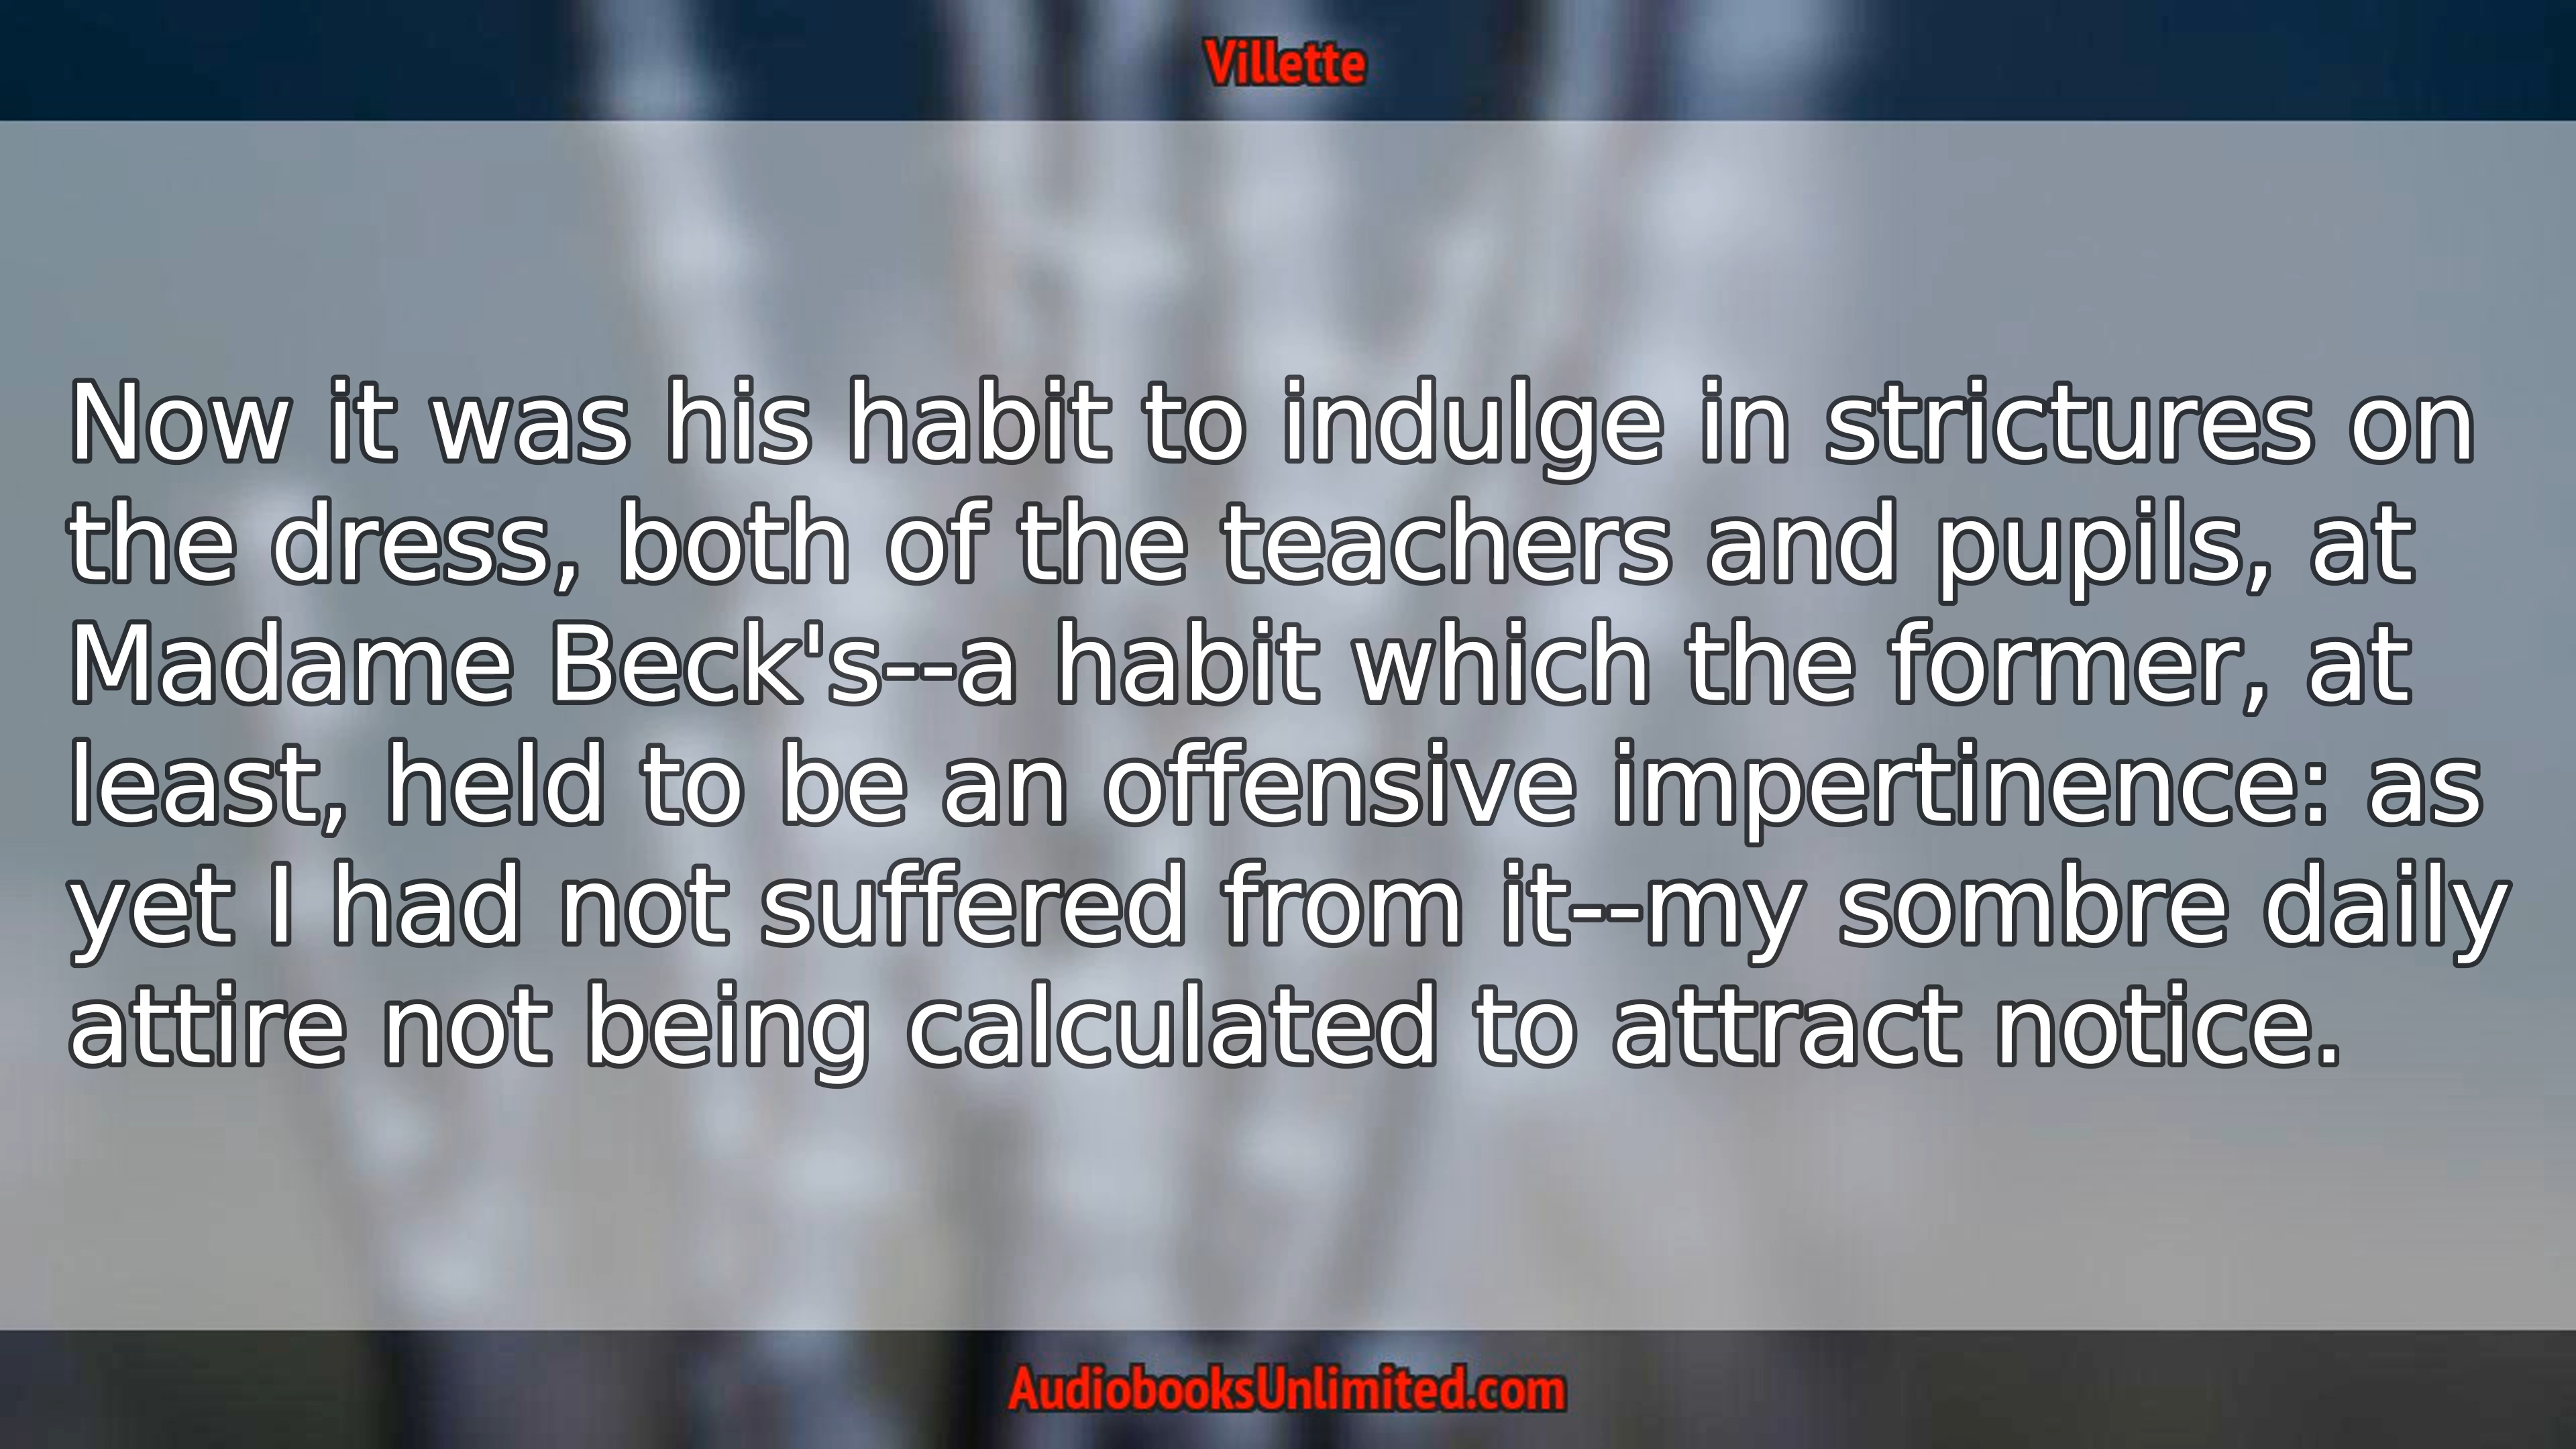 Villette
Now it was his habit to indulge in strictures on
the dress, both of the teachers and pupils, at
Madame Beck's--a habit which the former, at
least, held to be an offensive impertinence: as
yet I had not suffered from it--my sombre daily
attire not being calculated to attract notice.
AudiobooksUnlimited.com